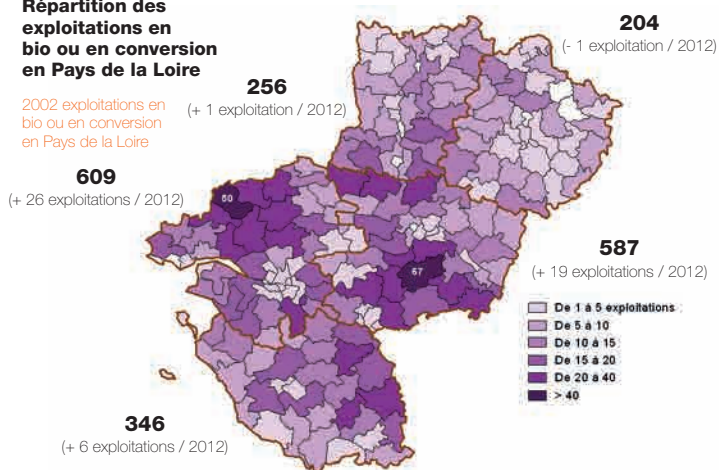 Répartition des
exploitations en
bio ou en conversion
en Pays de la Loire
2002 exploitations en
bio ou en conversion
en Pays de la Loire
204
(- 1 exploitation / 2012)
256
(+ 1 exploitation / 2012)
609
(+ 26 exploitations / 2012)
60
67
587
(+ 19 exploitations / 2012)
De 1 à 5 exploitations
De 5 à 10
De 10 à 15
De 15 à 20
De 20 à 40
> 40
346
(+ 6 exploitations / 2012)